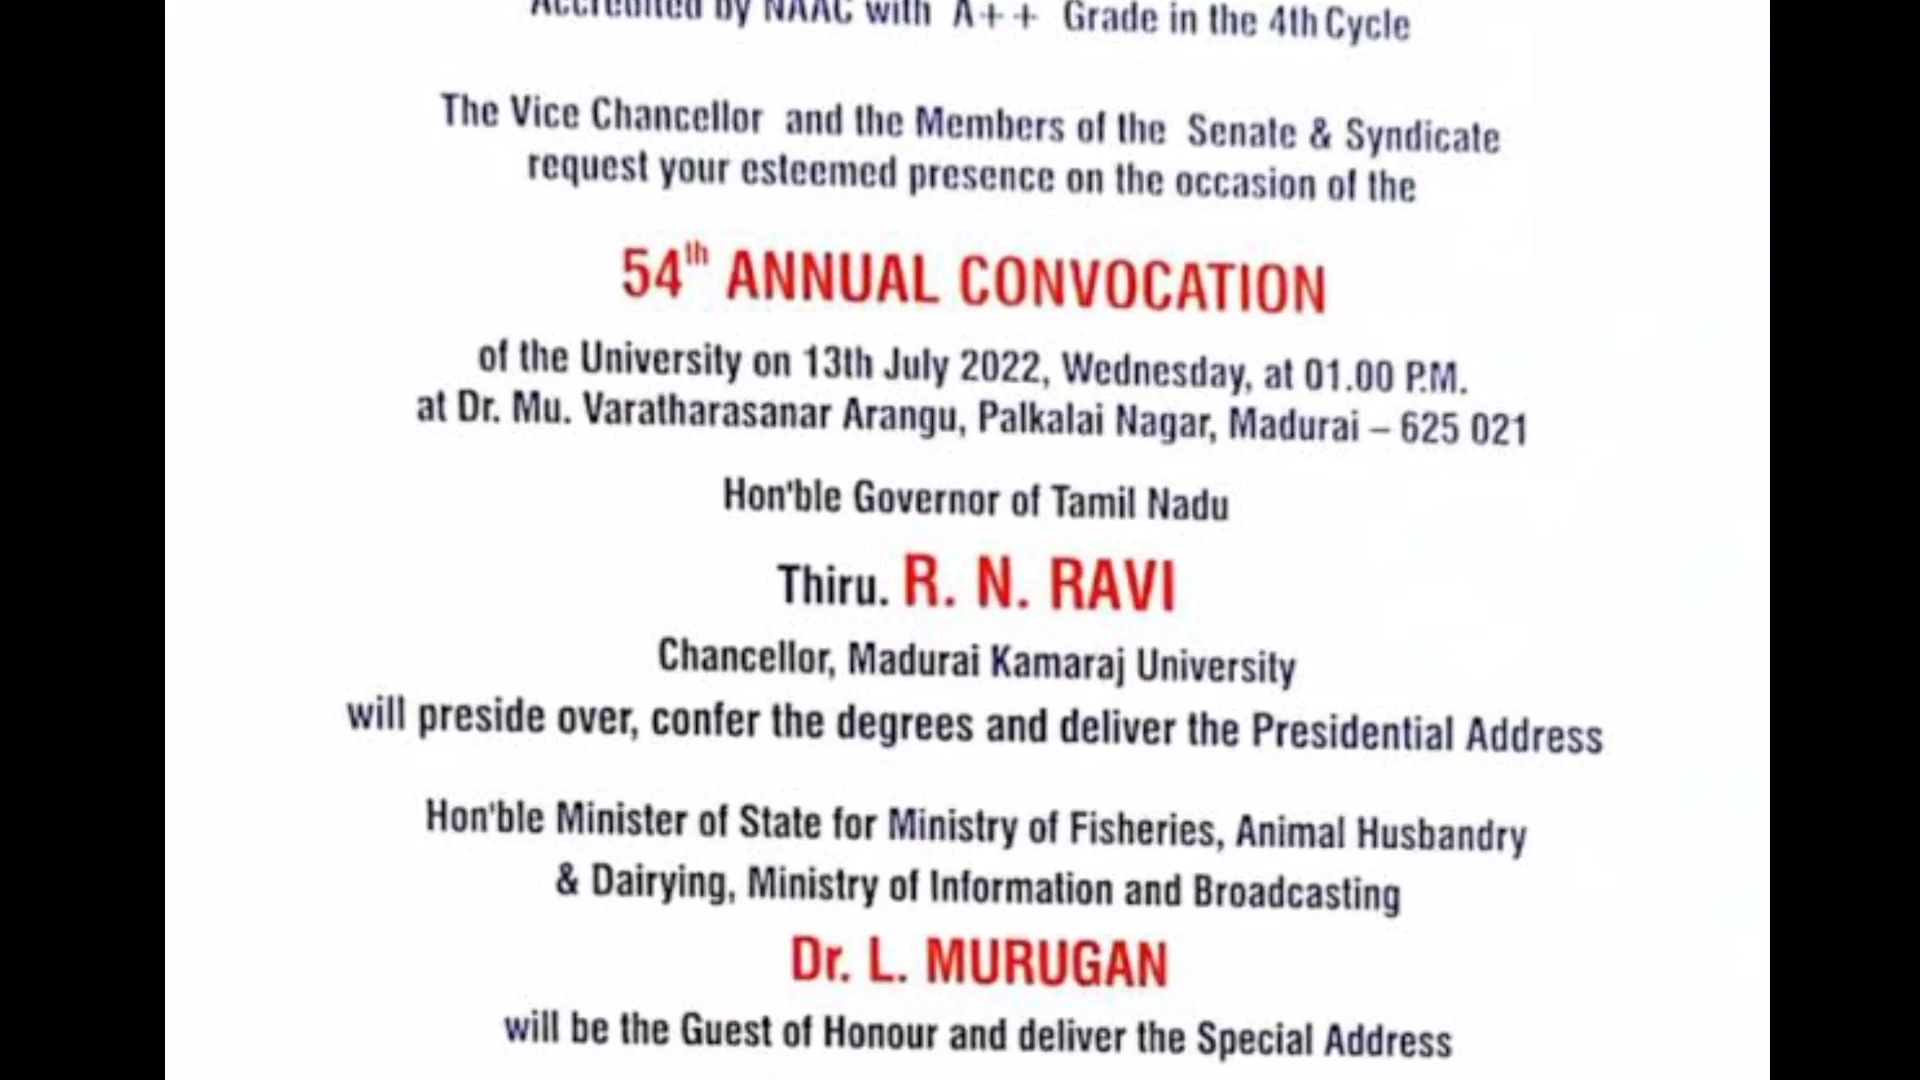 Accredited by NAAC with A++ Grade in the 4th Cycle
The Vice Chancellor and the Members of the Senate & Syndicate
request your esteemed presence on the occasion of the
54th ANNUAL CONVOCATION
of the University on 13th July 2022, Wednesday, at 01.00 P.M.
at Dr. Mu. Varatharasanar Arangu, Palkalai Nagar, Madurai – 625 021
Hon'ble Governor of Tamil Nadu
Thiru. R. N. RAVI
Chancellor, Madurai Kamaraj University
will preside over, confer the degrees and deliver the Presidential Address
Hon'ble Minister of State for Ministry of Fisheries, Animal Husbandry
& Dairying, Ministry of Information and Broadcasting
Dr. L. MURUGAN
will be the Guest of Honour and deliver the Special Address